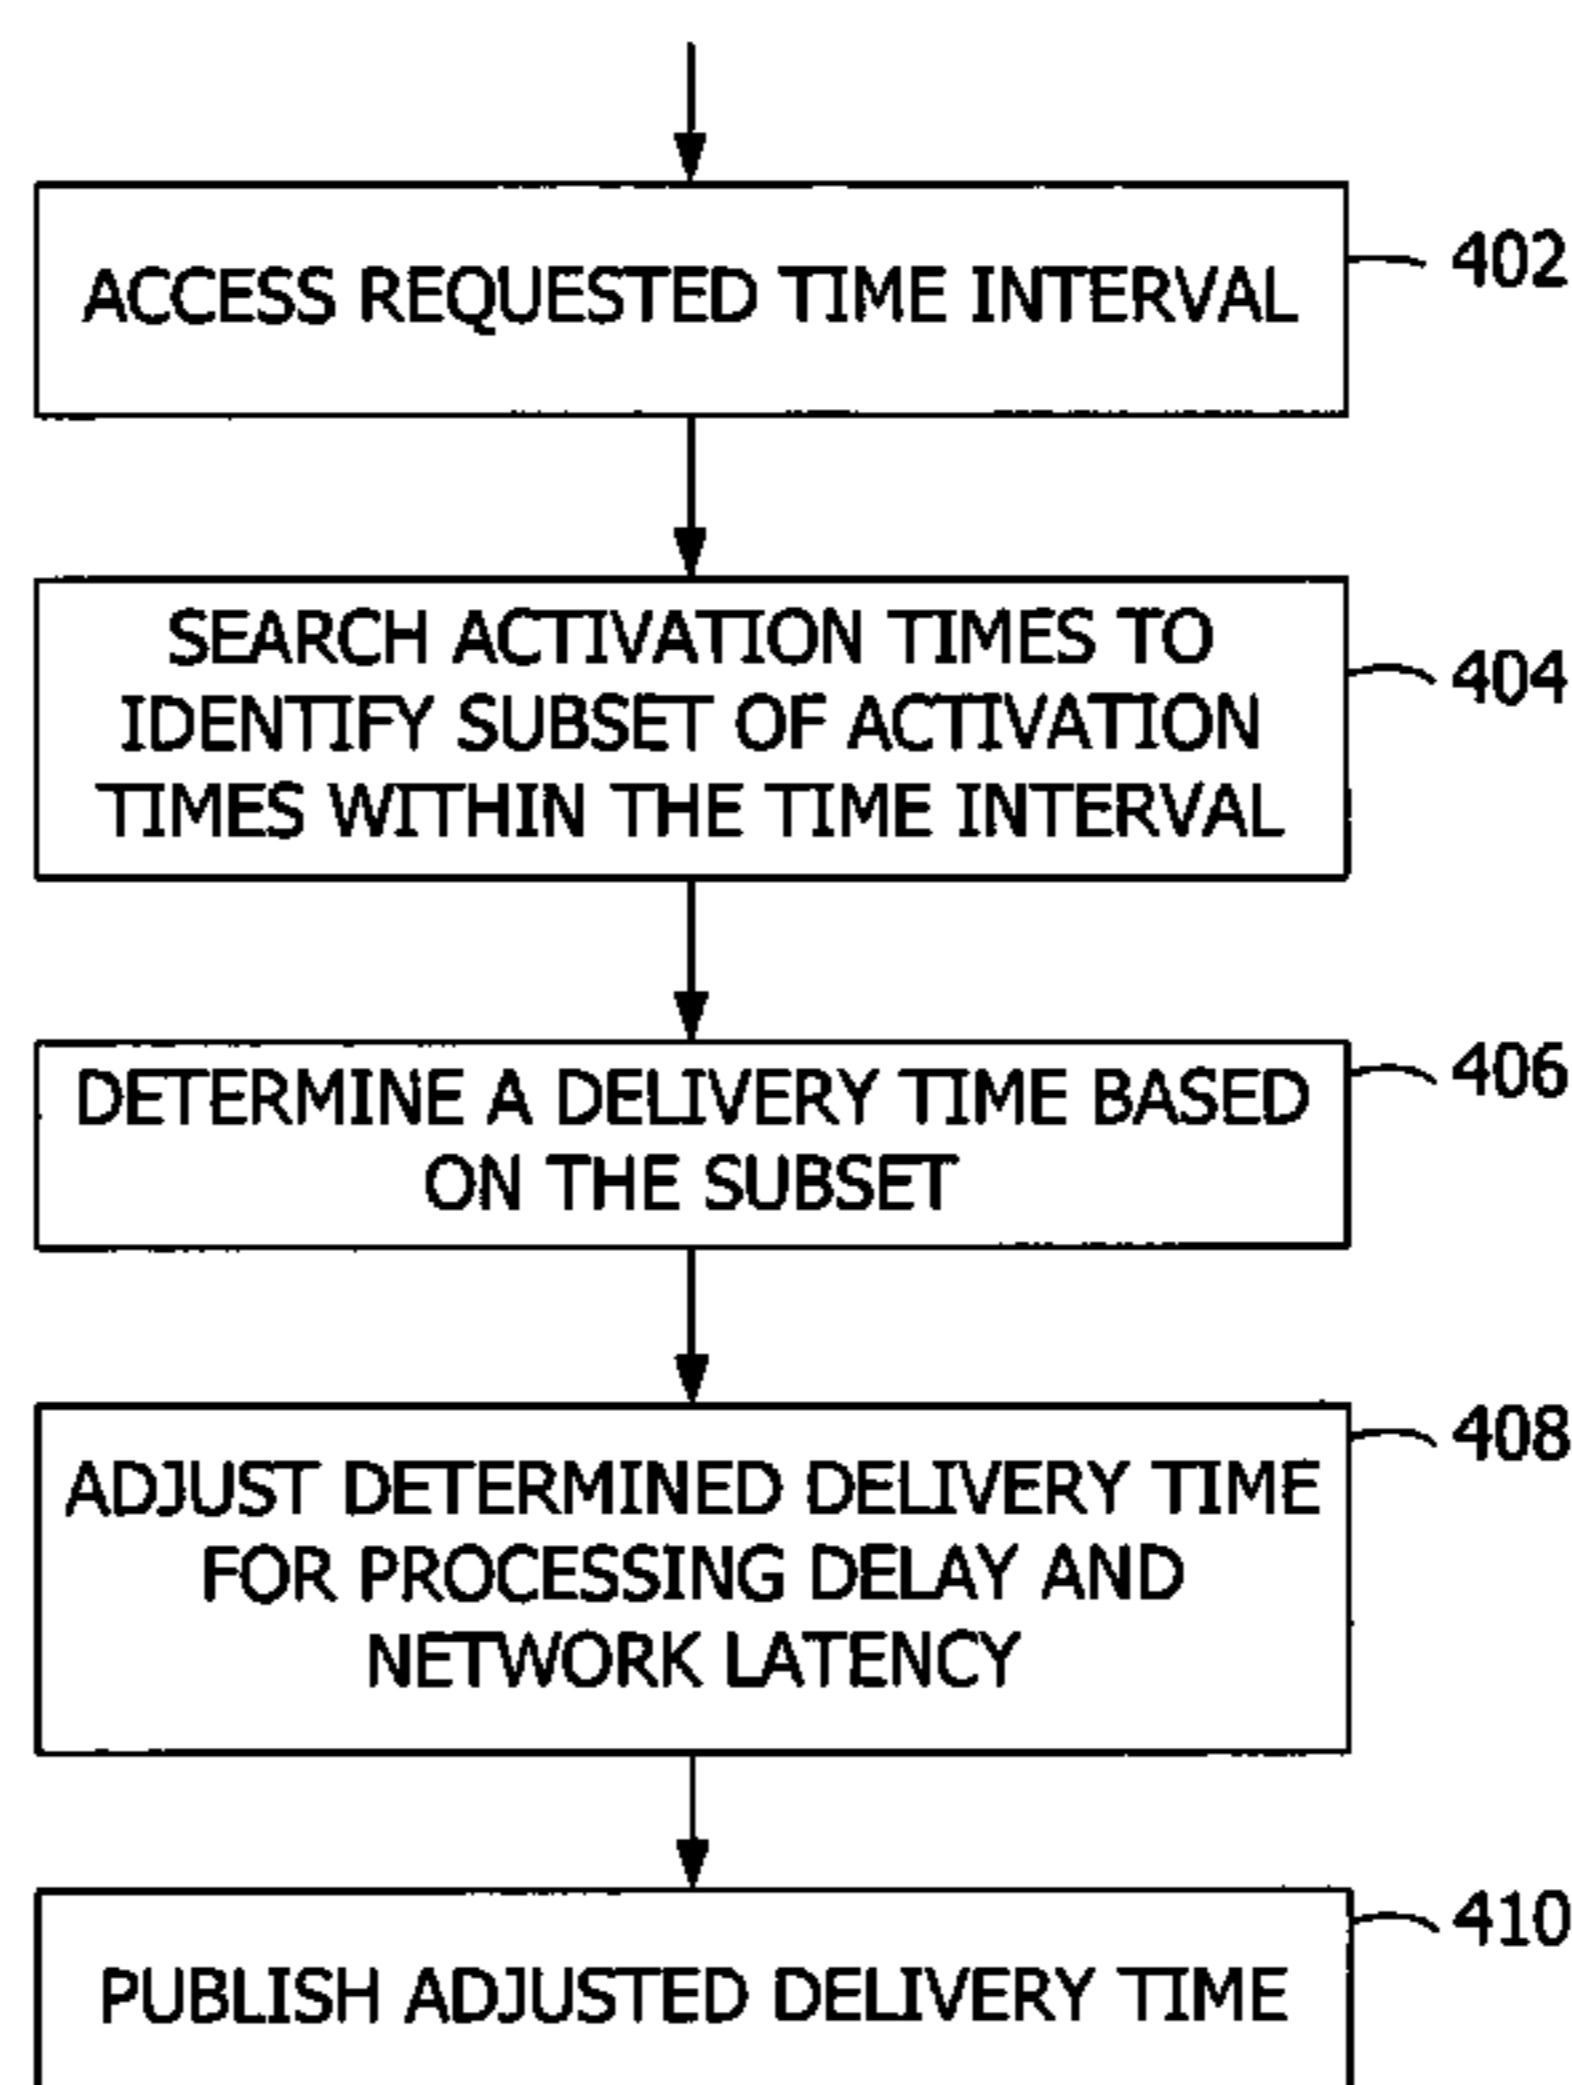 ACCESS REQUESTED TIME INTERVAL
402
SEARCH ACTIVATION TIMES TO
IDENTIFY SUBSET OF ACTIVATION
TIMES WITHIN THE TIME INTERVAL
404
DETERMINE A DELIVERY TIME BASED
ON THE SUBSET
406
ADJUST DETERMINED DELIVERY TIME
FOR PROCESSING DELAY AND
NETWORK LATENCY
408
PUBLISH ADJUSTED DELIVERY TIME
410